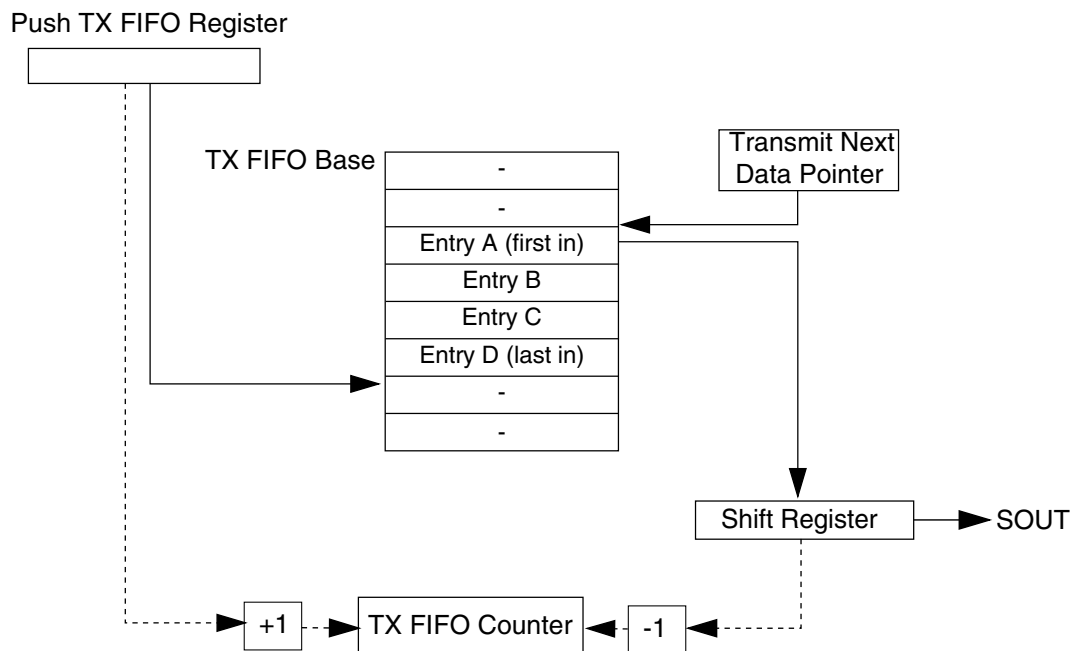 Push TX FIFO Register
TX FIFO Base
Transmit Next
Data Pointer
-
-
Entry A (first in)
Entry B
Entry C
Entry D (last in)
-
-
Shift Register
SOUT
+1
TX FIFO Counter
-1